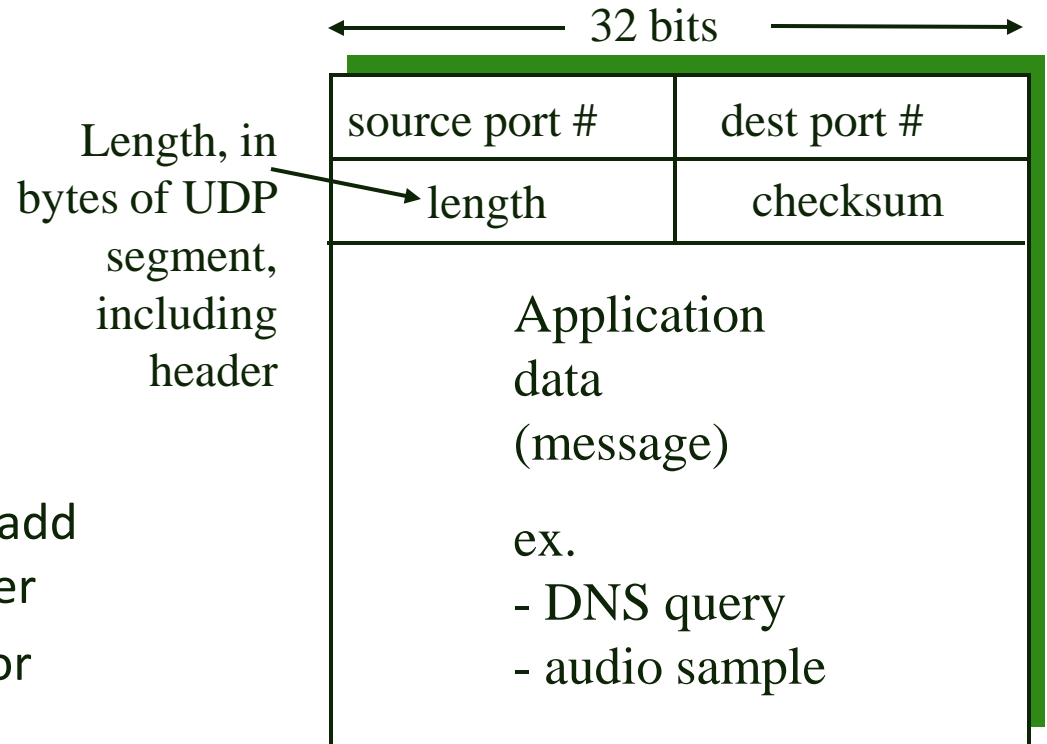 32 bits
source port # dest port #
Length, in
bytes of UDP
segment,
including
header
length checksum
Application
data
(message)
ex.
- DNS query
- audio sample
add
er
or